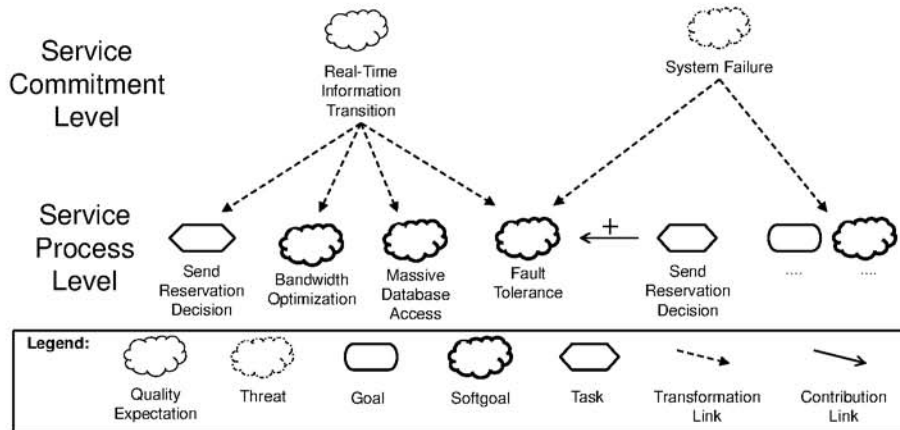 Service
Commitment
Level
Real-Time
Information
Transition
System Failure
Service
Process
Level
Send
Reservation
Decision
Bandwidth
Optimization
Massive
Database
Access
Fault
Tolerance
+
Send
Reservation
Decision
....
....
Legend:
Quality
Expectation
Threat
Goal
Softgoal
Task
Transformation
Link
Contribution
Link